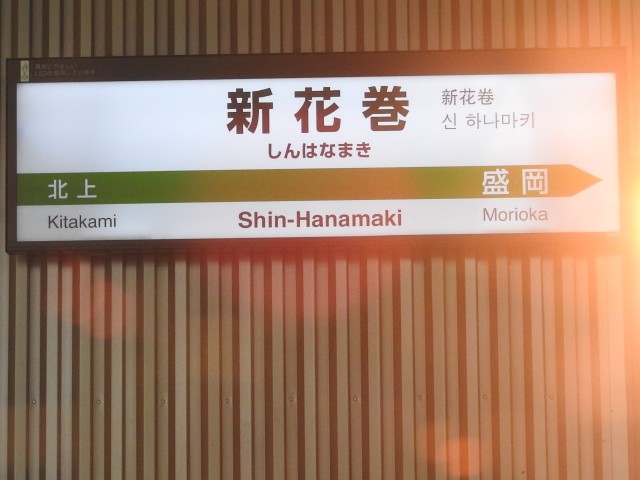 新花巻
新花巻
신 하나마키
しんはなまき
北上
盛岡
Kitakami
Shin-Hanamaki
Morioka